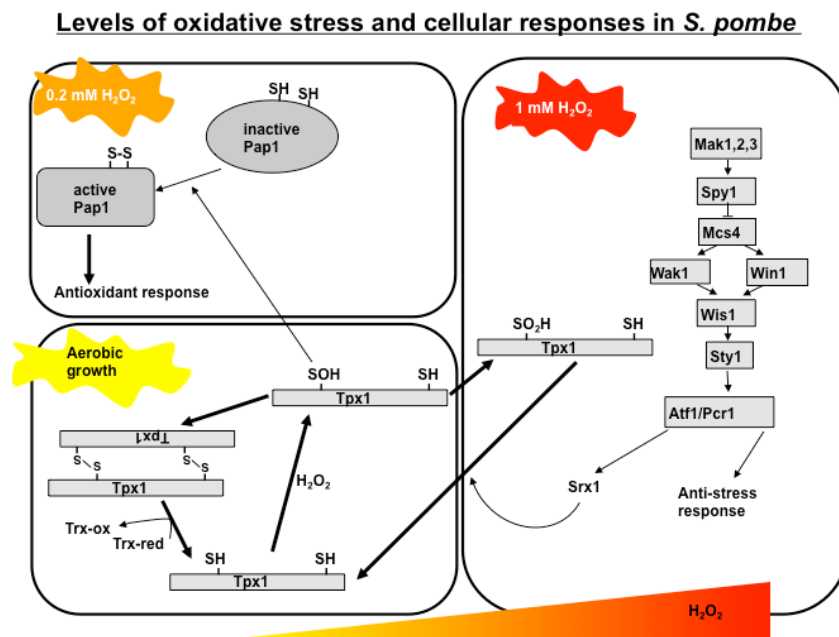 Levels of oxidative stress and cellular responses in S. pombe
0.2 mM H₂O₂
SH
SH
inactive
Pap1
S-S
active
Pap1
Antioxidant response
1 mM H₂O₂
Mak1,2,3
Spy1
Mcs4
Wak1
Win1
Wis1
Sty1
Atf1/Pcr1
Srx1
Anti-stress
response
SO₂H
SH
Tpx1
Aerobic
growth
SOH
SH
Tpx1
Tpx1
S
S
S
S
Tpx1
H₂O₂
Trx-ox
Trx-red
SH
SH
Tpx1
H₂O₂